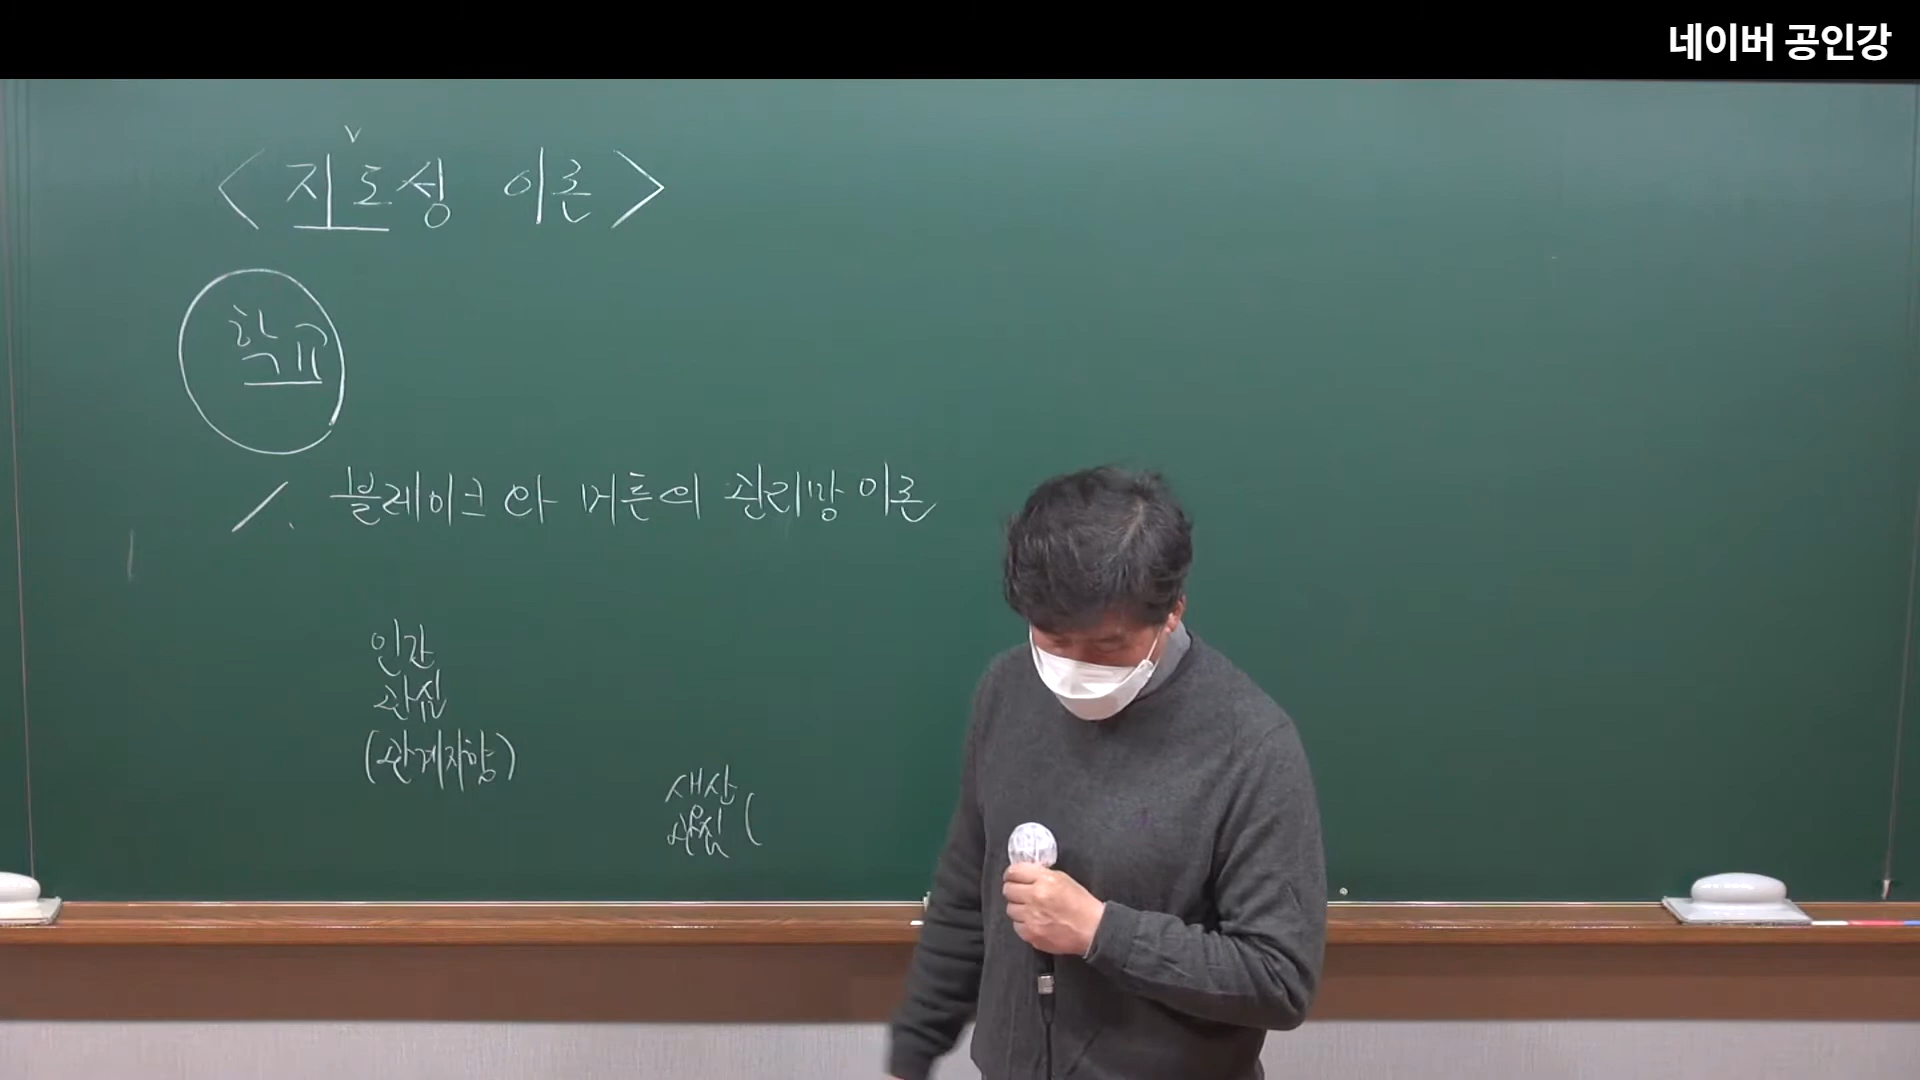 네이버 공인강
<지도성 이론>
학교
1. 블레이크와 머튼의 관리망 이론
인간
관심
(관계지향)
생산
관심 (